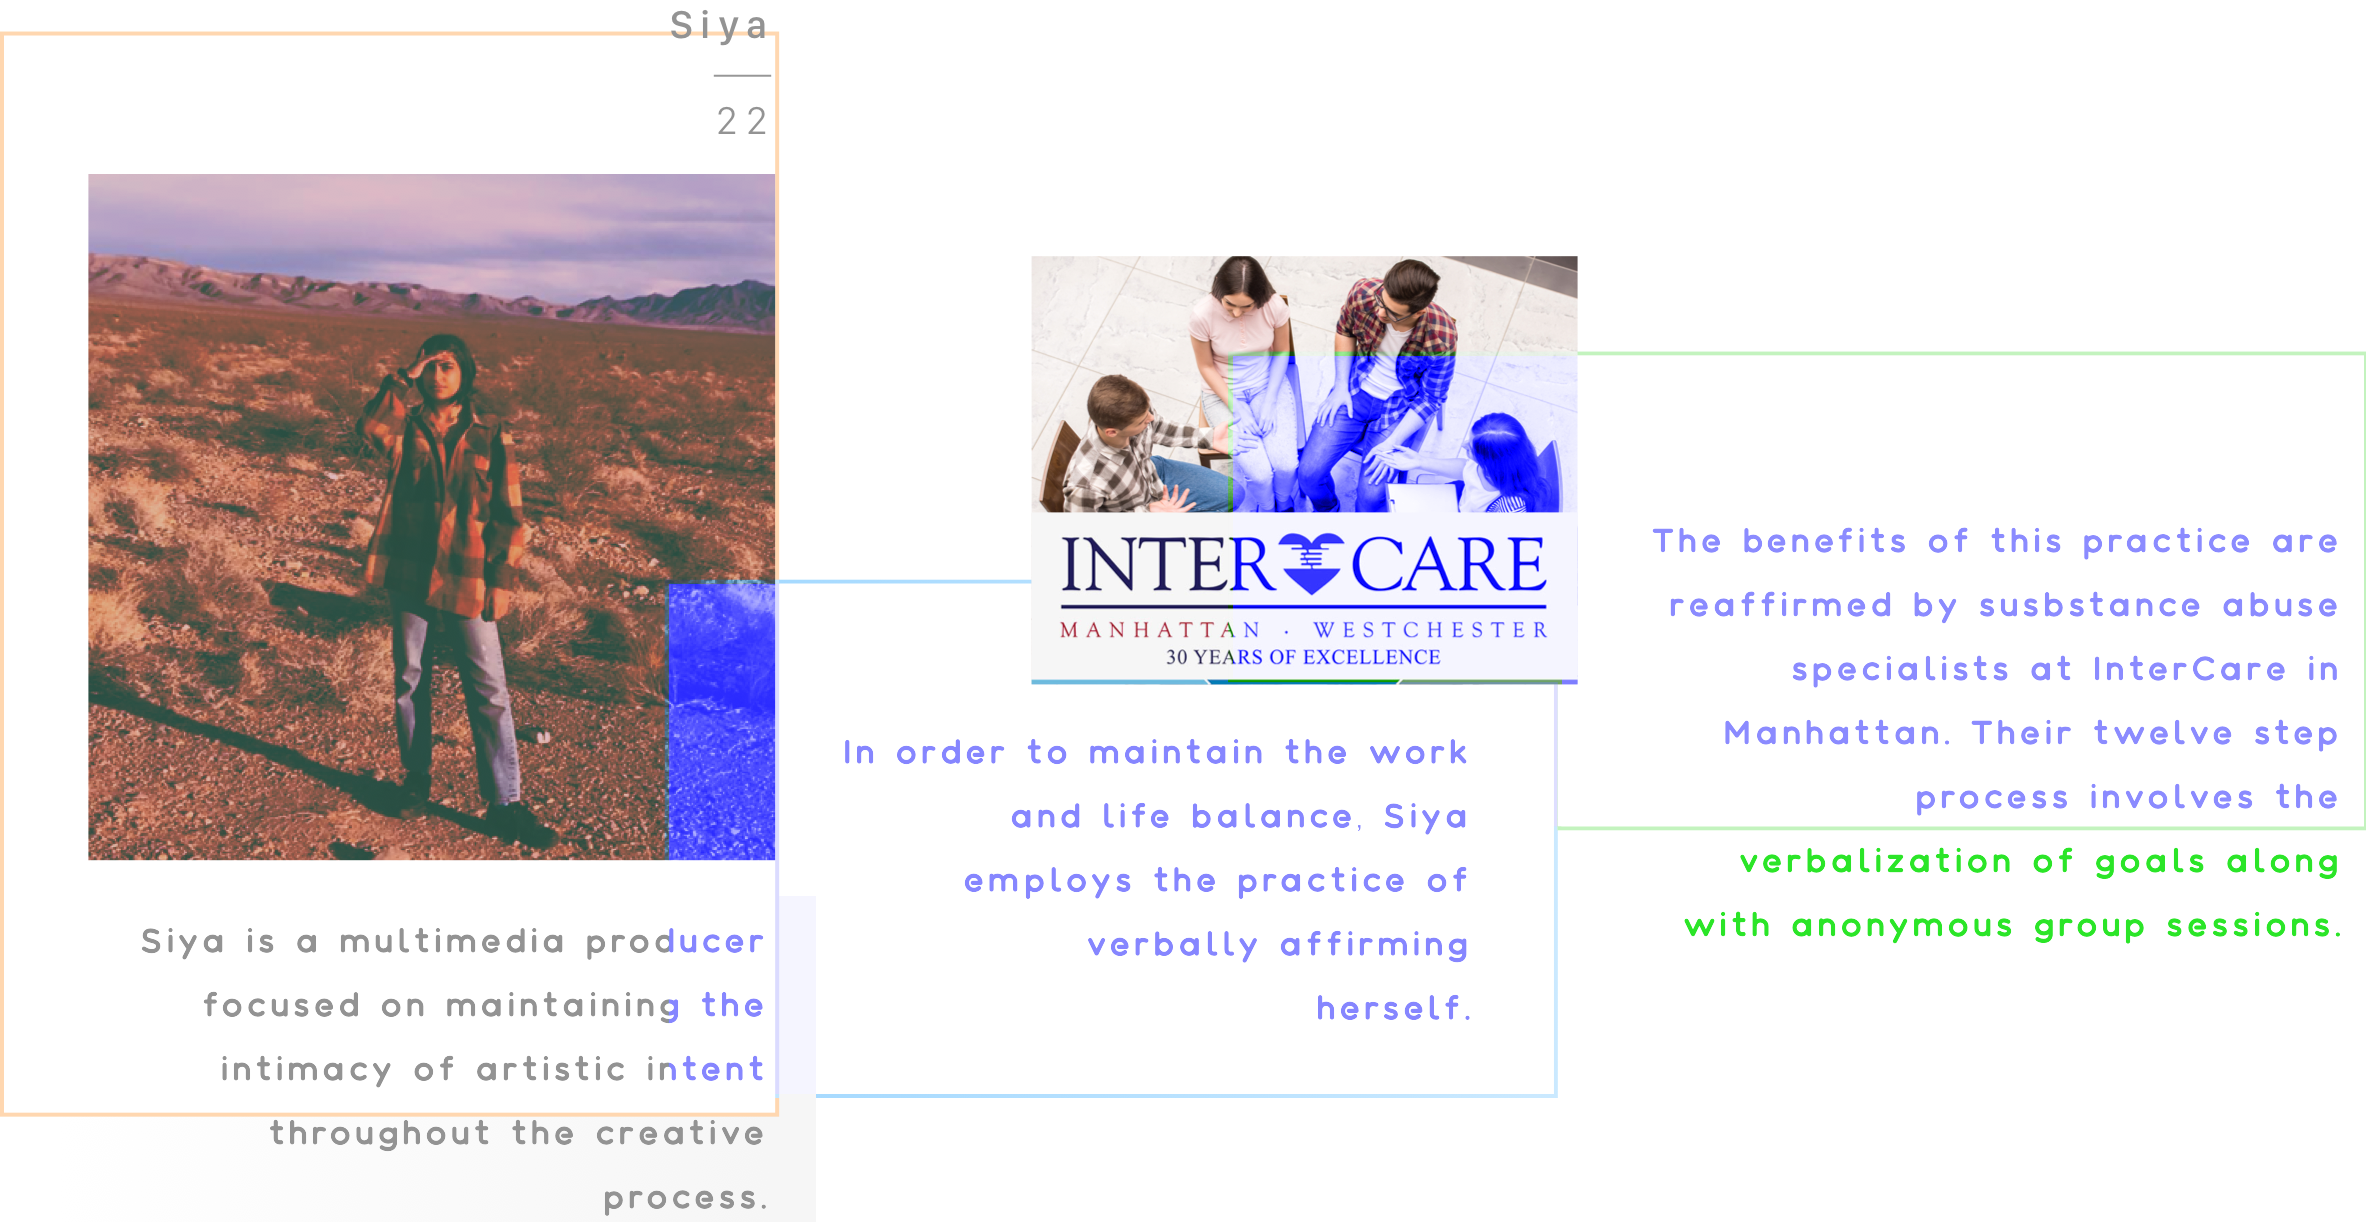 Siya
22
Siya is a multimedia producer
focused on maintaining the
intimacy of artistic intent
throughout the creative
process.
INTER CARE
MANHATTAN · WESTCHESTER
30 YEARS OF EXCELLENCE
In order to maintain the work
and life balance, Siya
employs the practice of
verbally affirming
herself.
The benefits of this practice are
reaffirmed by susbstance abuse
specialists at InterCare in
Manhattan. Their twelve step
process involves the
verbalization of goals along
with anonymous group sessions.